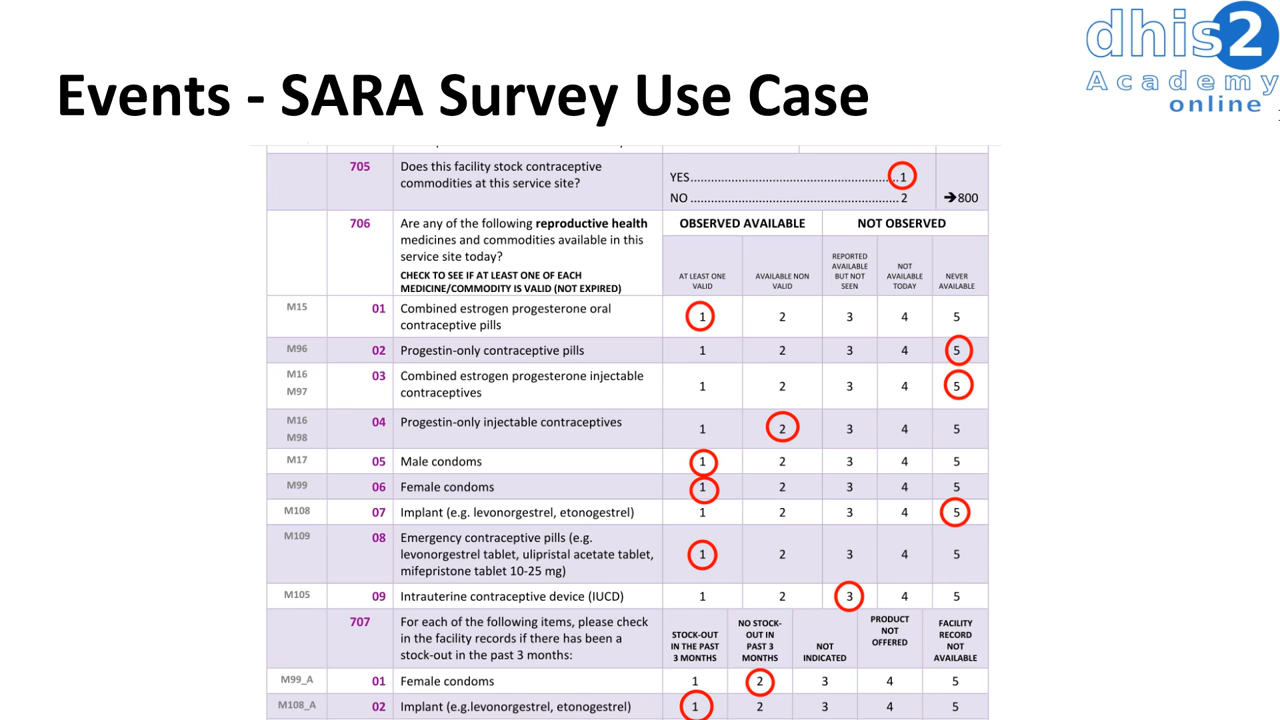 dhis2
Academy
online
Events - SARA Survey Use Case
705 Does this facility stock contraceptive
commodities at this service site?
YES 1
NO 2 ➔800
706 Are any of the following reproductive health
medicines and commodities available in this
service site today?
CHECK TO SEE IF AT LEAST ONE OF EACH
MEDICINE/COMMODITY IS VALID (NOT EXPIRED)
OBSERVED AVAILABLE NOT OBSERVED
AT LEAST ONE
VALID
AVAILABLE NON
VALID
REPORTED
AVAILABLE
BUT NOT
SEEN
NOT
AVAILABLE
TODAY
NEVER
AVAILABLE
M15 01 Combined estrogen progesterone oral
contraceptive pills
1 2 3 4 5
M96 02 Progestin-only contraceptive pills 1 2 3 4 5
M16
M97
03 Combined estrogen progesterone injectable
contraceptives
1 2 3 4 5
M16
M98
04 Progestin-only injectable contraceptives 1 2 3 4 5
M17 05 Male condoms 1 2 3 4 5
M99 06 Female condoms 1 2 3 4 5
M108 07 Implant (e.g. levonorgestrel, etonogestrel) 1 2 3 4 5
M109 08 Emergency contraceptive pills (e.g.
levonorgestrel tablet, ulipristal acetate tablet,
mifepristone tablet 10-25 mg)
1 2 3 4 5
M105 09 Intrauterine contraceptive device (IUCD) 1 2 3 4 5
707 For each of the following items, please check
in the facility records if there has been a
stock-out in the past 3 months:
STOCK-OUT
IN THE PAST
3 MONTHS
NO STOCK-
OUT IN
PAST 3
MONTHS
NOT
INDICATED
PRODUCT
NOT
OFFERED
FACILITY
RECORD
NOT
AVAILABLE
M99_A 01 Female condoms 1 2 3 4 5
M108_A 02 Implant (e.g.levonorgestrel, etonogestrel) 1 2 3 4 5